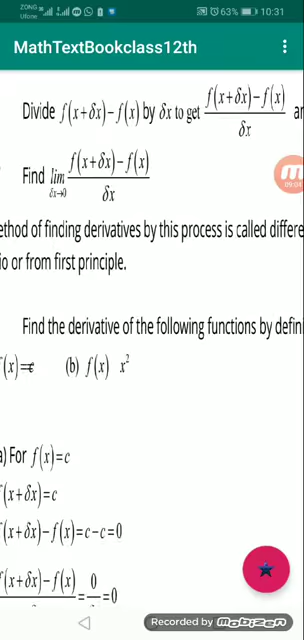 ZONG
Ufone
63% 10:31
MathTextBookclass12th
Divide f(x+δx)−f(x) by δx to get f(x+δx)−f(x)/δx
Find lim δx→0 f(x+δx)−f(x)/δx
M
09:04
ethod of finding derivatives by this process is called differe
io or from first principle.
Find the derivative of the following functions by defini
f(x)=c (b) f(x) x²
a) For f(x)=c
f(x+δx)=c
f(x+δx)−f(x)=c−c=0
f(x+δx)−f(x) 0
=—=0
Recorded by mobizen